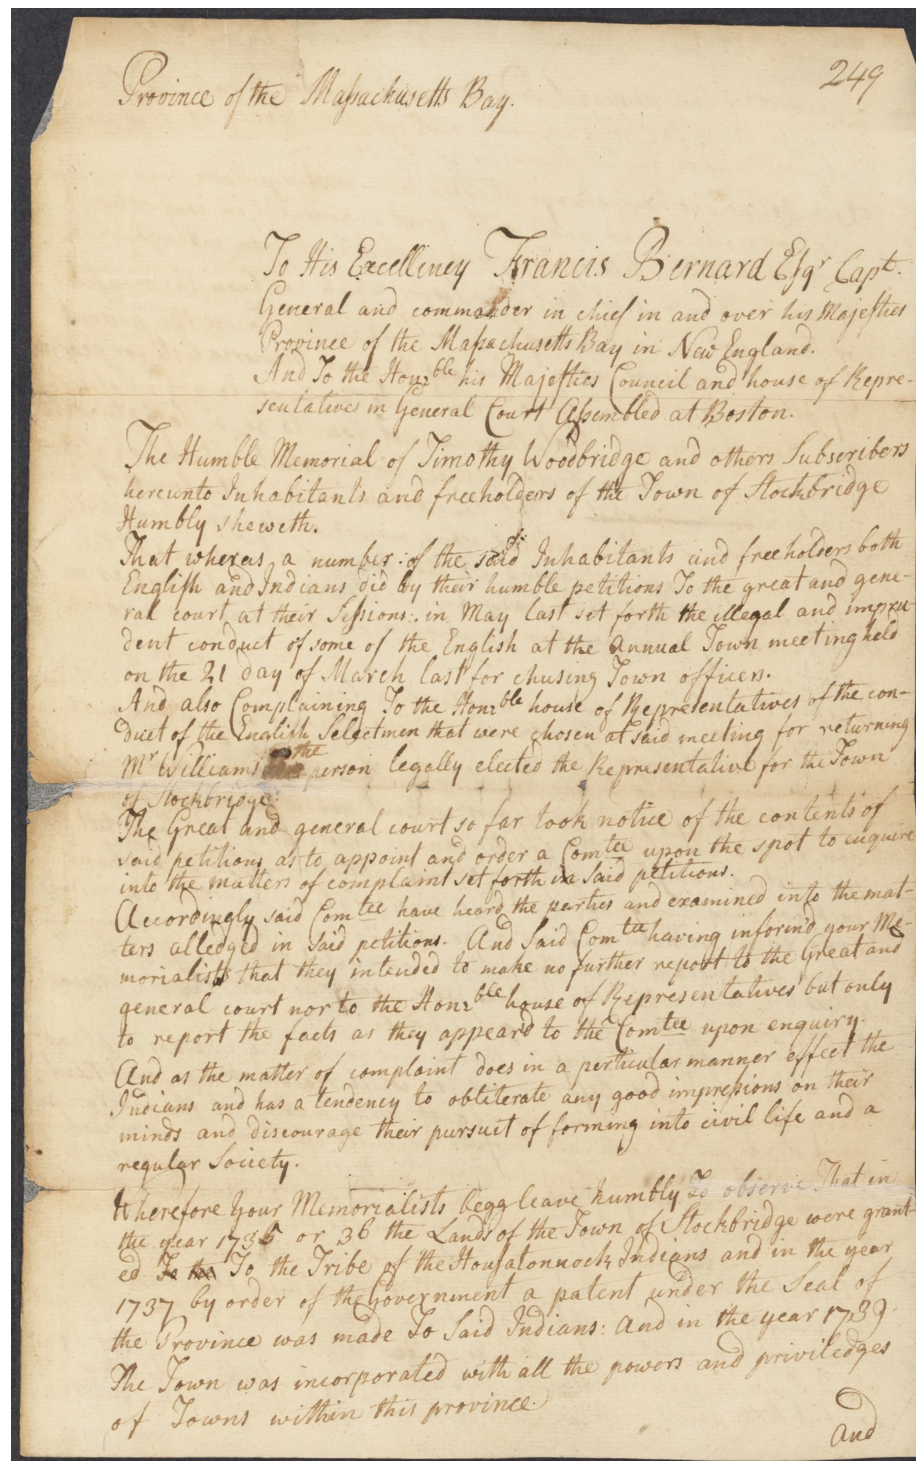 249
Province of the Massachusetts Bay.
To His Excellincy Francis Bernard Esqr Capt.
General and commander in chief in and over his Majesties
Province of the Massachusetts Bay in New England.
And To the Honrble his Majesties Council and house of Repre-
sentatives in General Court Assembled at Boston.
The Humble Memorial of Timothy Woodbridge and others Subscribers
hereunto Inhabitants and freeholders of the Town of Stockbridge
Humbly sheweth.
That wheras a number of the said Inhabitants and freeholders both
English and Indians did by their humble petitions To the great and gene-
ral court at their Sessions in May last set forth the illegal and impru-
dent conduct of some of the English at the annual Town meeting held
on the 21 day of March last for chusing Town officers.
And also Complaining To the Honrble house of Representatives of the con-
duct of the English Selectmen that were chosen at said meeting for returning
Mr Williams the person legally elected the Representative for the Town
of Stockbridge.
The Great and general court so far took notice of the contents of
said petitions as to appoint and order a Comtee upon the spot to enquire
into the matters of complaint set forth in said petitions.
Accordingly said Comtee have heard the parties and examined into the mat-
ters alledged in said petitions. And Said Comtee having inform'd your Me-
morialists that they intended to make no further report to the Great and
general court nor to the Honrble house of Representatives but only
to report the facts as they appeard to the Comtee upon enquiry.
And as the matter of complaint does in a perticular manner effect the
Indians and has a tendency to obliterate any good impressions on their
minds and discourage their pursuit of forming into civil life and a
regular Society.
Wherefore Your Memorialists begg leave humbly To observe That in
the year 1735 or 36 the Lands of the Town of Stockbridge were grant-
ed To the To the Tribe of the Housatonnock Indians and in the year
1737 by order of the Government a patent under the Seal of
the Province was made To Said Indians: And in the year 1739.
The Town was incorporated with all the powers and priviledges
of Towns within this province.
And